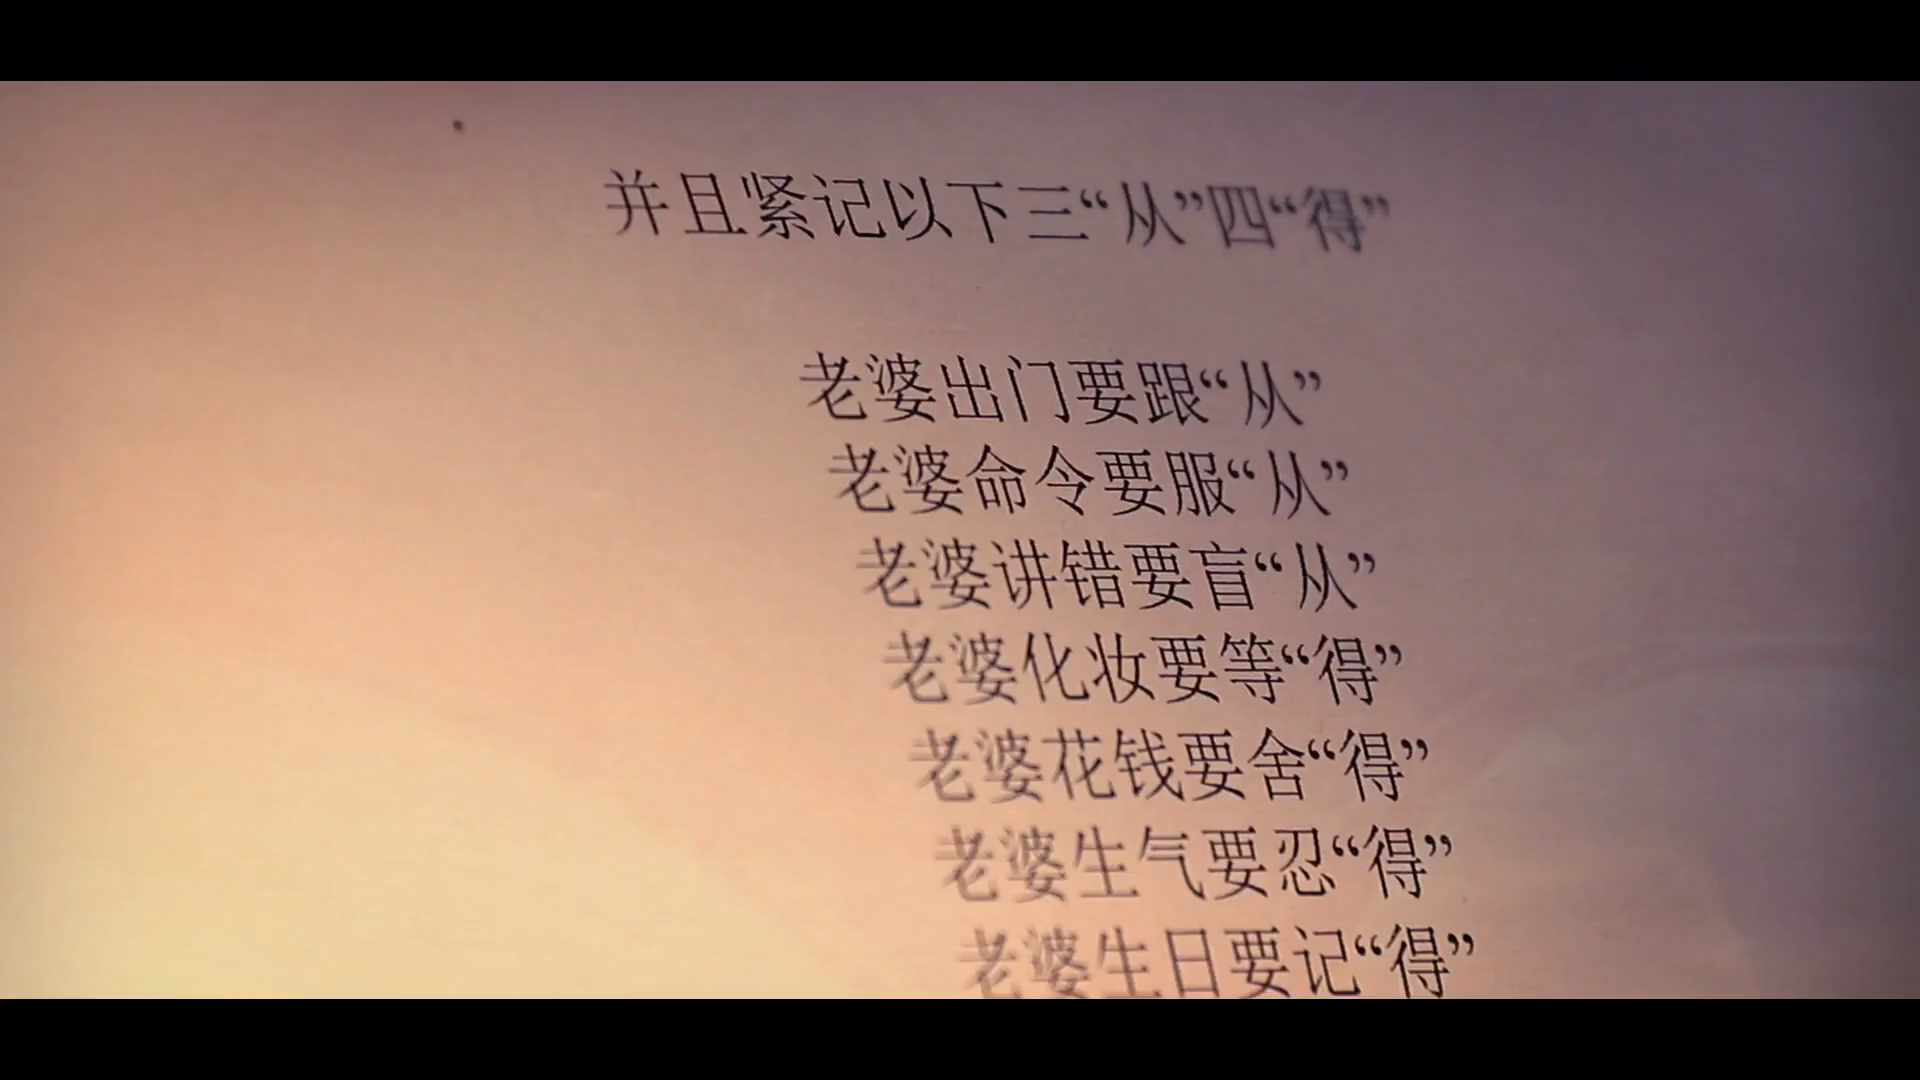 并且紧记以下三“从”四“得”
老婆出门要跟“从”
老婆命令要服“从”
老婆讲错要盲“从”
老婆化妆要等“得”
老婆花钱要舍“得”
老婆生气要忍“得”
老婆生日要记“得”